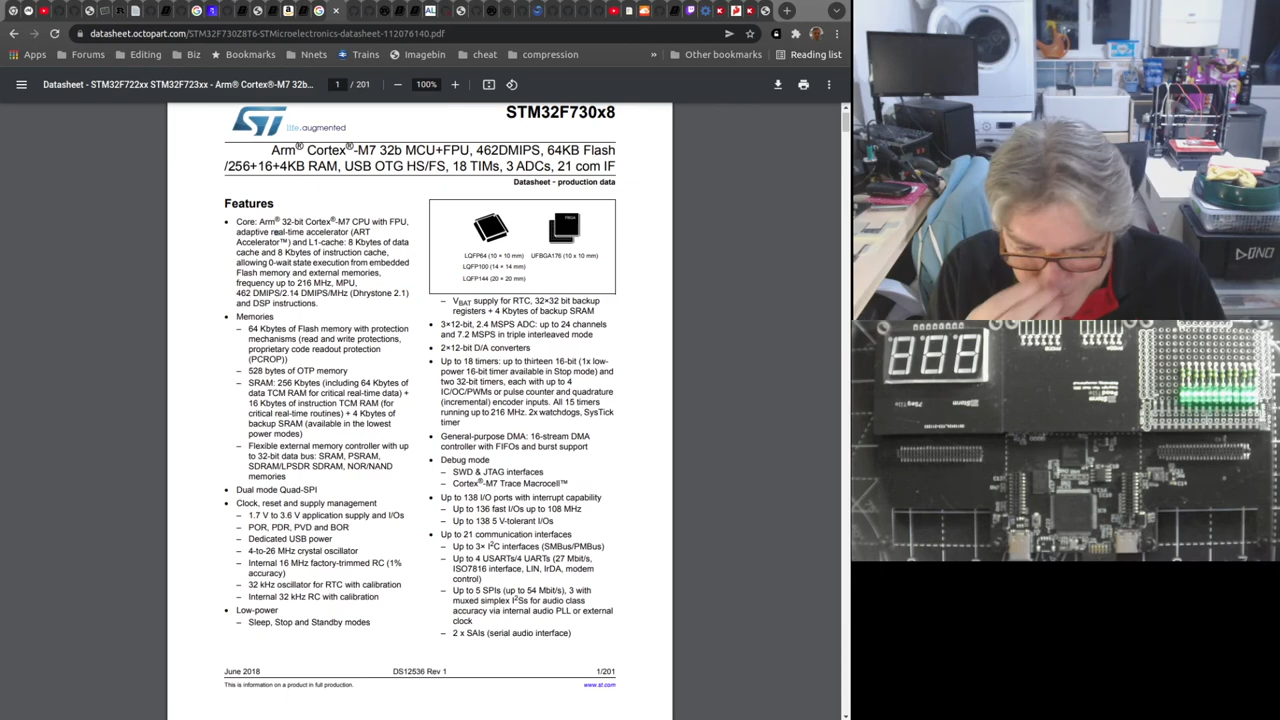 AL
datasheet.octopart.com/STM32F730Z8T6-STMicroelectronics-datasheet-112076140.pdf
Apps Forums Editing Bookmarks Nnets Trains Imagebin cheat compression » Other bookmarks Reading list
Datasheet - STM32F722xx STM32F723xx - Arm® Cortex®-M7 32b... 1 / 201 100%
ST life.augmented
STM32F730x8
Arm® Cortex®-M7 32b MCU+FPU, 462DMIPS, 64KB Flash
/256+16+4KB RAM, USB OTG HS/FS, 18 TIMs, 3 ADCs, 21 com IF
Datasheet - production data
Features
• Core: Arm® 32-bit Cortex®-M7 CPU with FPU,
adaptive real-time accelerator (ART
Accelerator™) and L1-cache: 8 Kbytes of data
cache and 8 Kbytes of instruction cache,
allowing 0-wait state execution from embedded
Flash memory and external memories,
frequency up to 216 MHz, MPU,
462 DMIPS/2.14 DMIPS/MHz (Dhrystone 2.1)
and DSP instructions.
• Memories
– 64 Kbytes of Flash memory with protection
mechanisms (read and write protections,
proprietary code readout protection
(PCROP))
– 528 bytes of OTP memory
– SRAM: 256 Kbytes (including 64 Kbytes of
data TCM RAM for critical real-time data) +
16 Kbytes of instruction TCM RAM (for
critical real-time routines) + 4 Kbytes of
backup SRAM (available in the lowest
power modes)
– Flexible external memory controller with up
to 32-bit data bus: SRAM, PSRAM,
SDRAM/LPSDR SDRAM, NOR/NAND
memories
• Dual mode Quad-SPI
• Clock, reset and supply management
– 1.7 V to 3.6 V application supply and I/Os
– POR, PDR, PVD and BOR
– Dedicated USB power
– 4-to-26 MHz crystal oscillator
– Internal 16 MHz factory-trimmed RC (1%
accuracy)
– 32 kHz oscillator for RTC with calibration
– Internal 32 kHz RC with calibration
• Low-power
– Sleep, Stop and Standby modes
FBGA
LQFP64 (10 × 10 mm) UFBGA176 (10 x 10 mm)
LQFP100 (14 × 14 mm)
LQFP144 (20 × 20 mm)
– VBAT supply for RTC, 32×32 bit backup
registers + 4 Kbytes of backup SRAM
• 3×12-bit, 2.4 MSPS ADC: up to 24 channels
and 7.2 MSPS in triple interleaved mode
• 2×12-bit D/A converters
• Up to 18 timers: up to thirteen 16-bit (1x low-
power 16-bit timer available in Stop mode) and
two 32-bit timers, each with up to 4
IC/OC/PWMs or pulse counter and quadrature
(incremental) encoder inputs. All 15 timers
running up to 216 MHz. 2x watchdogs, SysTick
timer
• General-purpose DMA: 16-stream DMA
controller with FIFOs and burst support
• Debug mode
– SWD & JTAG interfaces
– Cortex®-M7 Trace Macrocell™
• Up to 138 I/O ports with interrupt capability
– Up to 136 fast I/Os up to 108 MHz
– Up to 138 5 V-tolerant I/Os
• Up to 21 communication interfaces
– Up to 3× I2C interfaces (SMBus/PMBus)
– Up to 4 USARTs/4 UARTs (27 Mbit/s,
ISO7816 interface, LIN, IrDA, modem
control)
– Up to 5 SPIs (up to 54 Mbit/s), 3 with
muxed simplex I2Ss for audio class
accuracy via internal audio PLL or external
clock
– 2 x SAIs (serial audio interface)
June 2018 DS12536 Rev 1 1/201
This is information on a product in full production. www.st.com